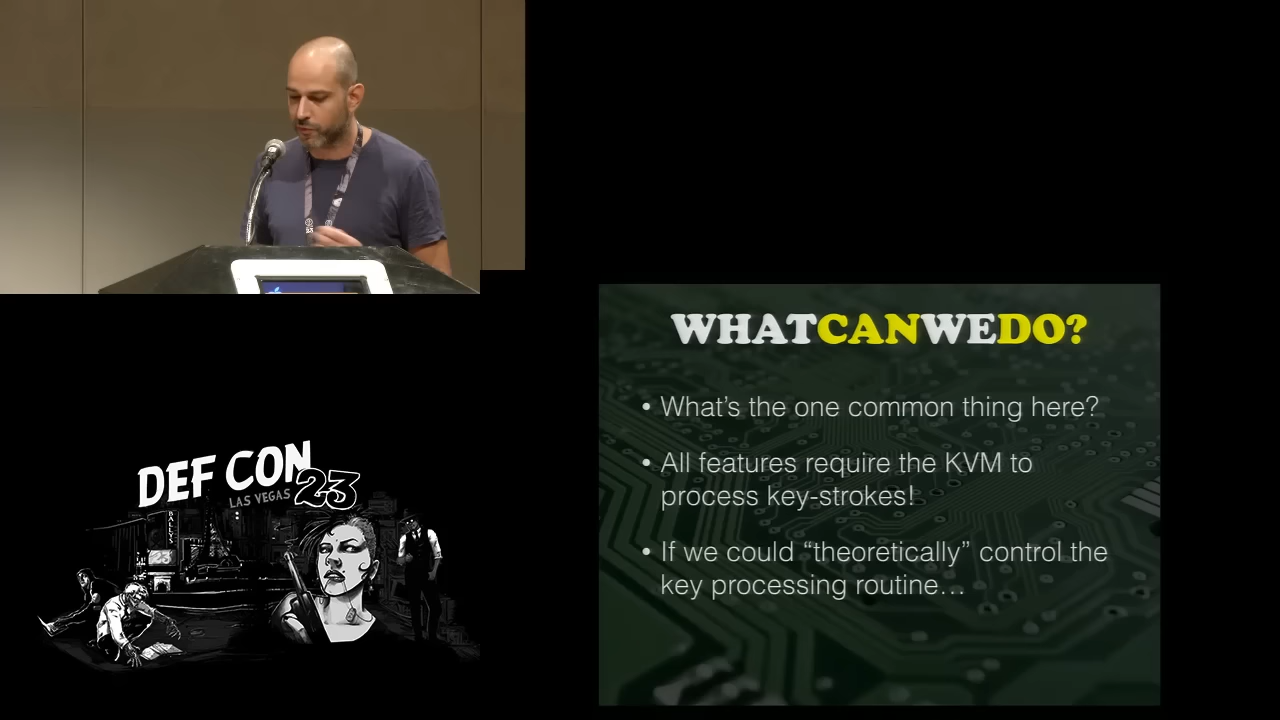 WHATCANWEDO?
• What's the one common thing here?
• All features require the KVM to
process key-strokes!
• If we could “theoretically” control the
key processing routine…
DEF CON
LAS VEGAS 23
BALLYS